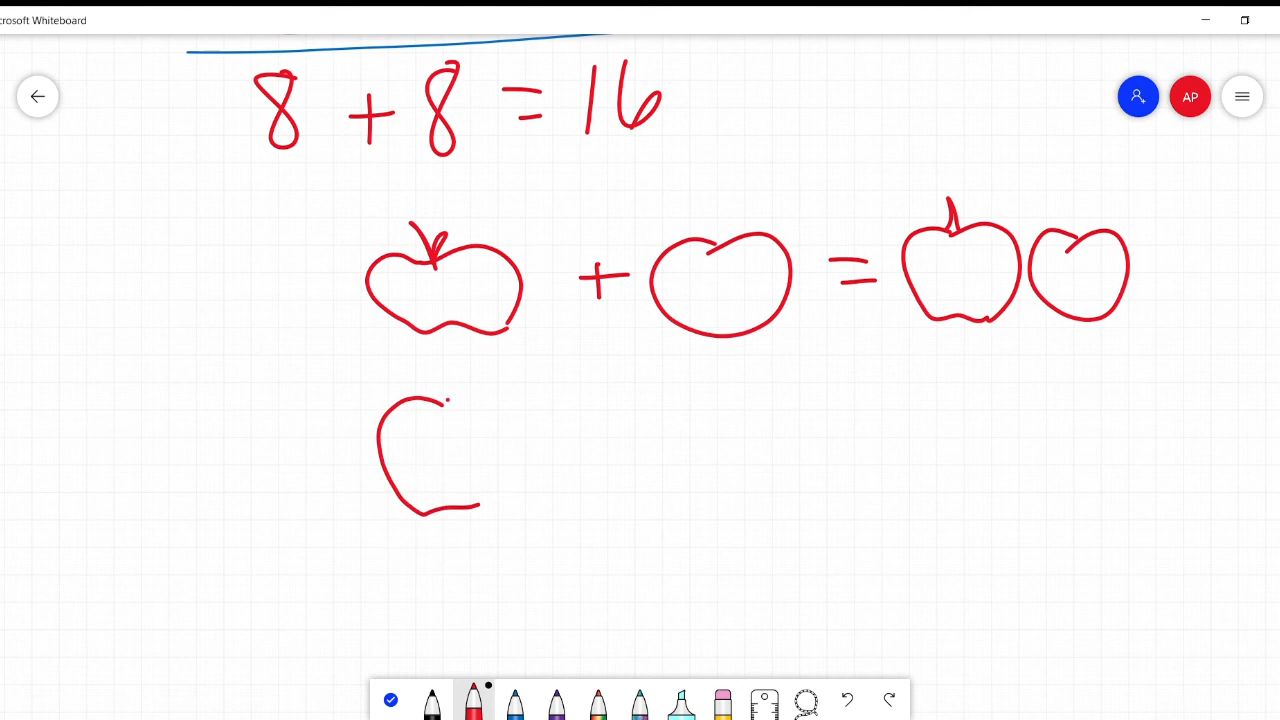 crosoft Whiteboard
8 + 8 = 16
AP
+ =